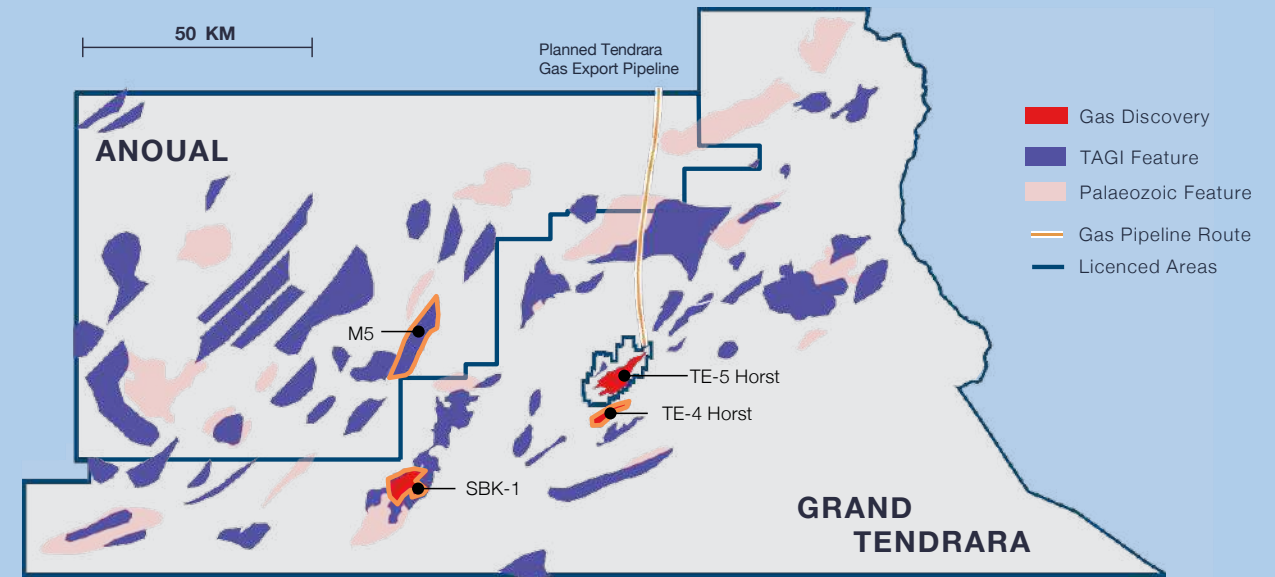 50 KM
Planned Tendrara
Gas Export Pipeline
ANOUAL
Gas Discovery
TAGI Feature
Palaeozoic Feature
Gas Pipeline Route
Licenced Areas
M5
TE-5 Horst
TE-4 Horst
SBK-1
GRAND
TENDRARA